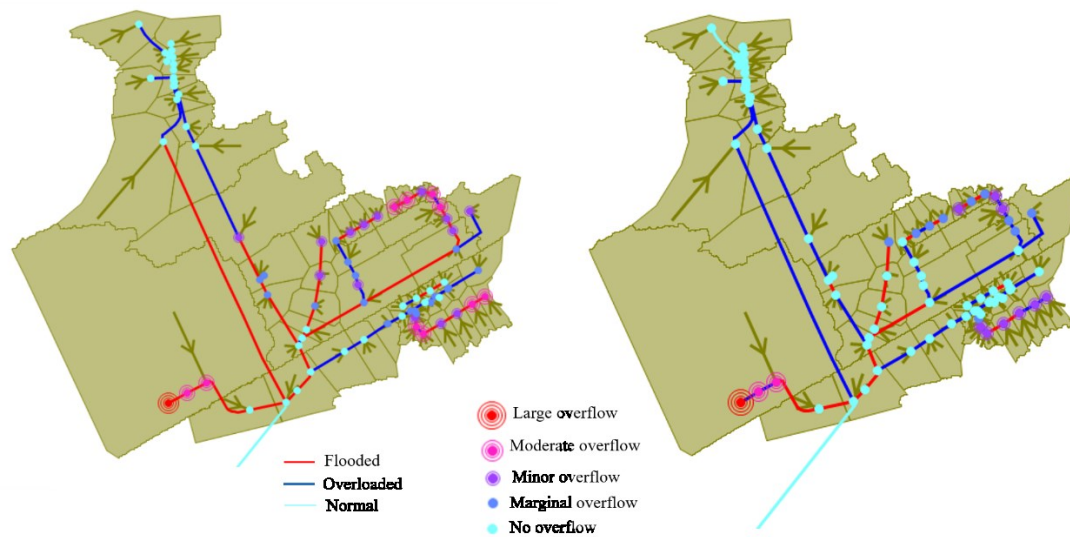 Flooded
Overloaded
Normal
Large overflow
Moderate overflow
Minor overflow
Marginal overflow
No overflow